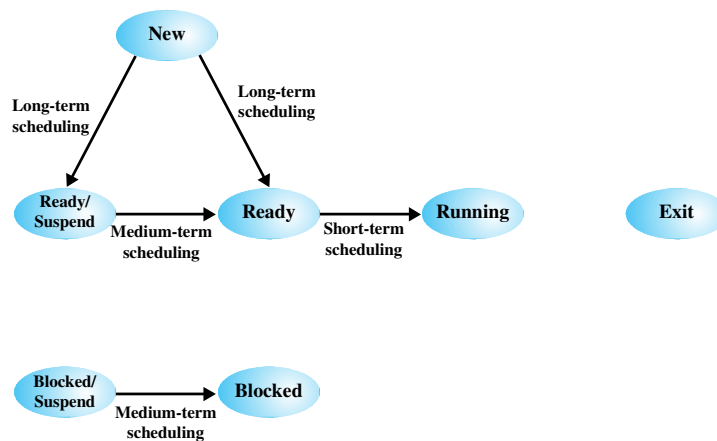 New
Long-term
scheduling
Long-term
scheduling
Ready/
Suspend
Ready
Running
Exit
Medium-term
scheduling
Short-term
scheduling
Blocked/
Suspend
Blocked
Medium-term
scheduling